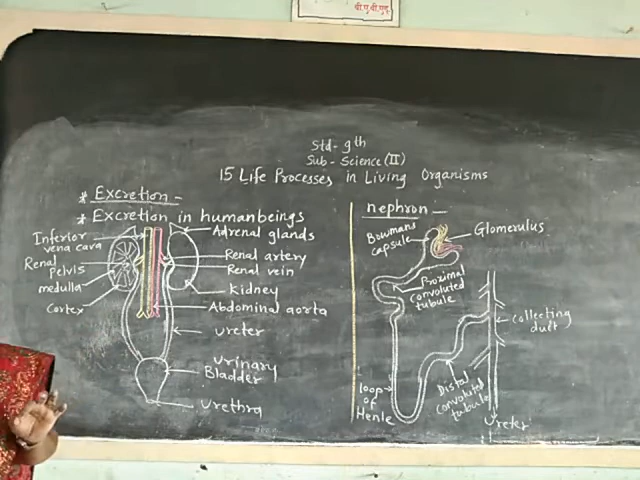 Std - 9th
Sub - Science (II)
15 Life Processes in Living Organisms
* Excretion -
* Excretion in humanbeings
Inferior
vena cava
Renal
Pelvis
medulla
Cortex
Adrenal glands
Renal artery
Renal vein
Kidney
Abdominal aorta
ureter
urinary
Bladder
urethra
nephron -
Bowmans
capsule
Glomerulus
Proximal
convoluted
tubule
collecting
duct
loop
of
Henle
Distal
convoluted
tubule
Ureter